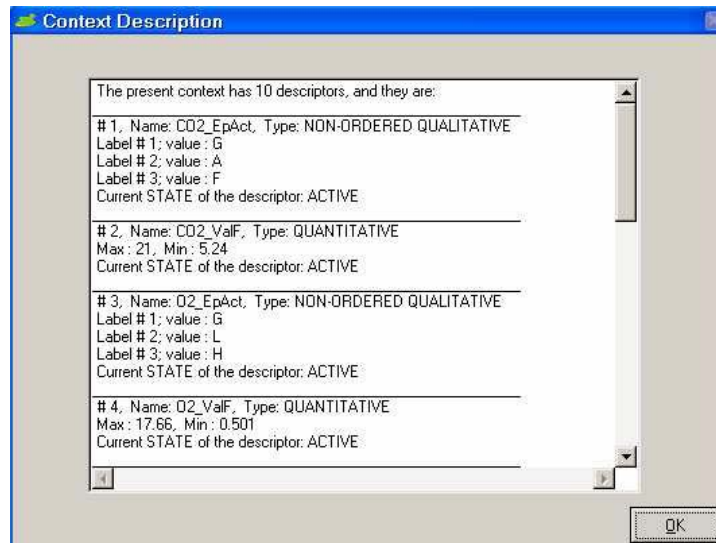 Context Description
The present context has 10 descriptors, and they are:
# 1, Name: CO2_EpAct, Type: NON-ORDERED QUALITATIVE
Label # 1; value : G
Label # 2; value : A
Label # 3; value : F
Current STATE of the descriptor: ACTIVE
# 2, Name: CO2_ValF, Type: QUANTITATIVE
Max : 21, Min : 5.24
Current STATE of the descriptor: ACTIVE
# 3, Name: O2_EpAct, Type: NON-ORDERED QUALITATIVE
Label # 1; value : G
Label # 2; value : L
Label # 3; value : H
Current STATE of the descriptor: ACTIVE
# 4, Name: O2_ValF, Type: QUANTITATIVE
Max : 17.66, Min : 0.501
Current STATE of the descriptor: ACTIVE
OK